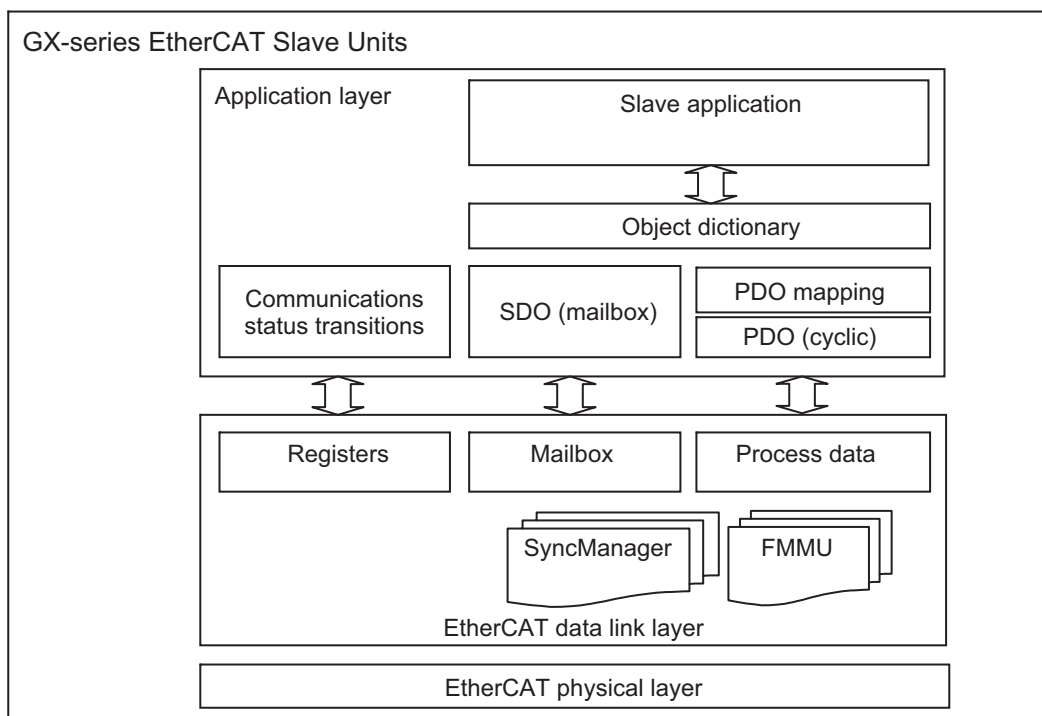 GX-series EtherCAT Slave Units
Application layer
Slave application
Object dictionary
Communications
status transitions
SDO (mailbox)
PDO mapping
PDO (cyclic)
Registers
Mailbox
Process data
SyncManager
FMMU
EtherCAT data link layer
EtherCAT physical layer